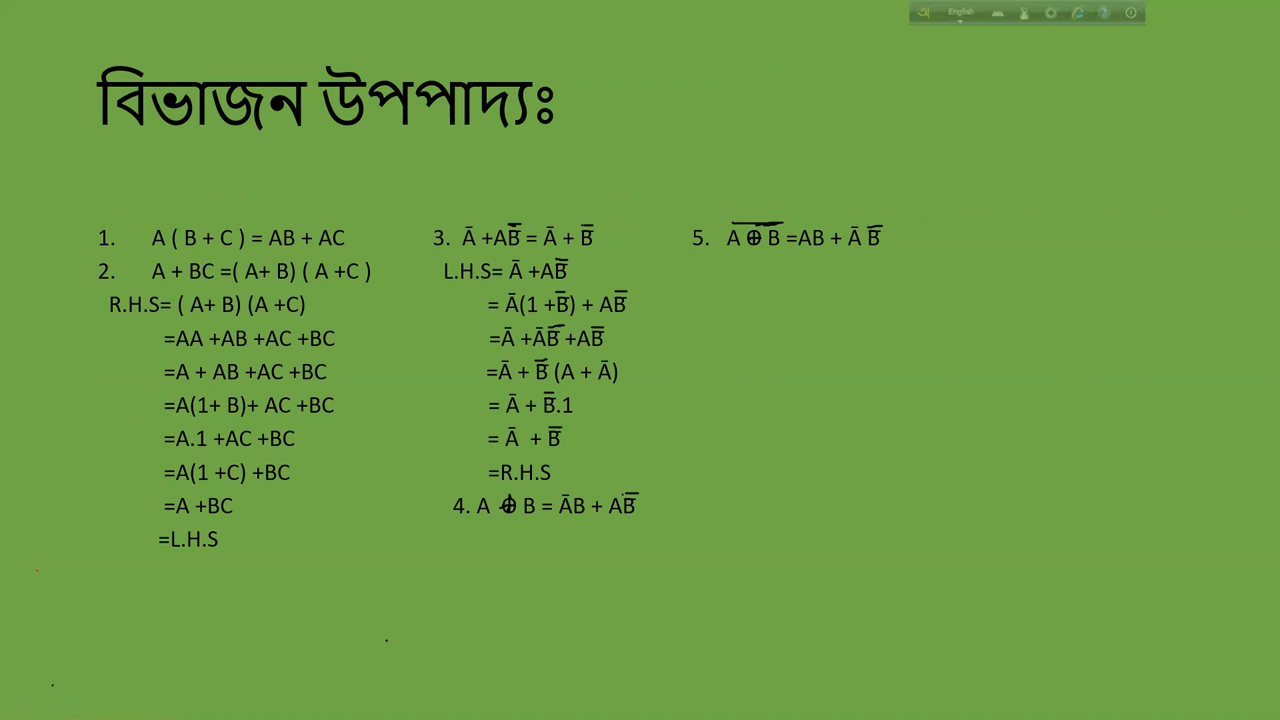 English
বিভাজন উপপাদ্যঃ
1. A ( B + C ) = AB + AC
2. A + BC =( A+ B) ( A +C )
R.H.S= ( A+ B) (A +C)
=AA +AB +AC +BC
=A + AB +AC +BC
=A(1+ B)+ AC +BC
=A.1 +AC +BC
=A(1 +C) +BC
=A +BC
=L.H.S
3. Ā +AB̅ = Ā + B̅
L.H.S= Ā +AB̅
= Ā(1 +B̅) + AB̅
=Ā +ĀB̅ +AB̅
=Ā + B̅ (A + Ā)
= Ā + B̅.1
= Ā + B̅
=R.H.S
4. A ⊕ B = ĀB + AB̅
5. A̅ ⊕̅ B̅ =AB + Ā B̅